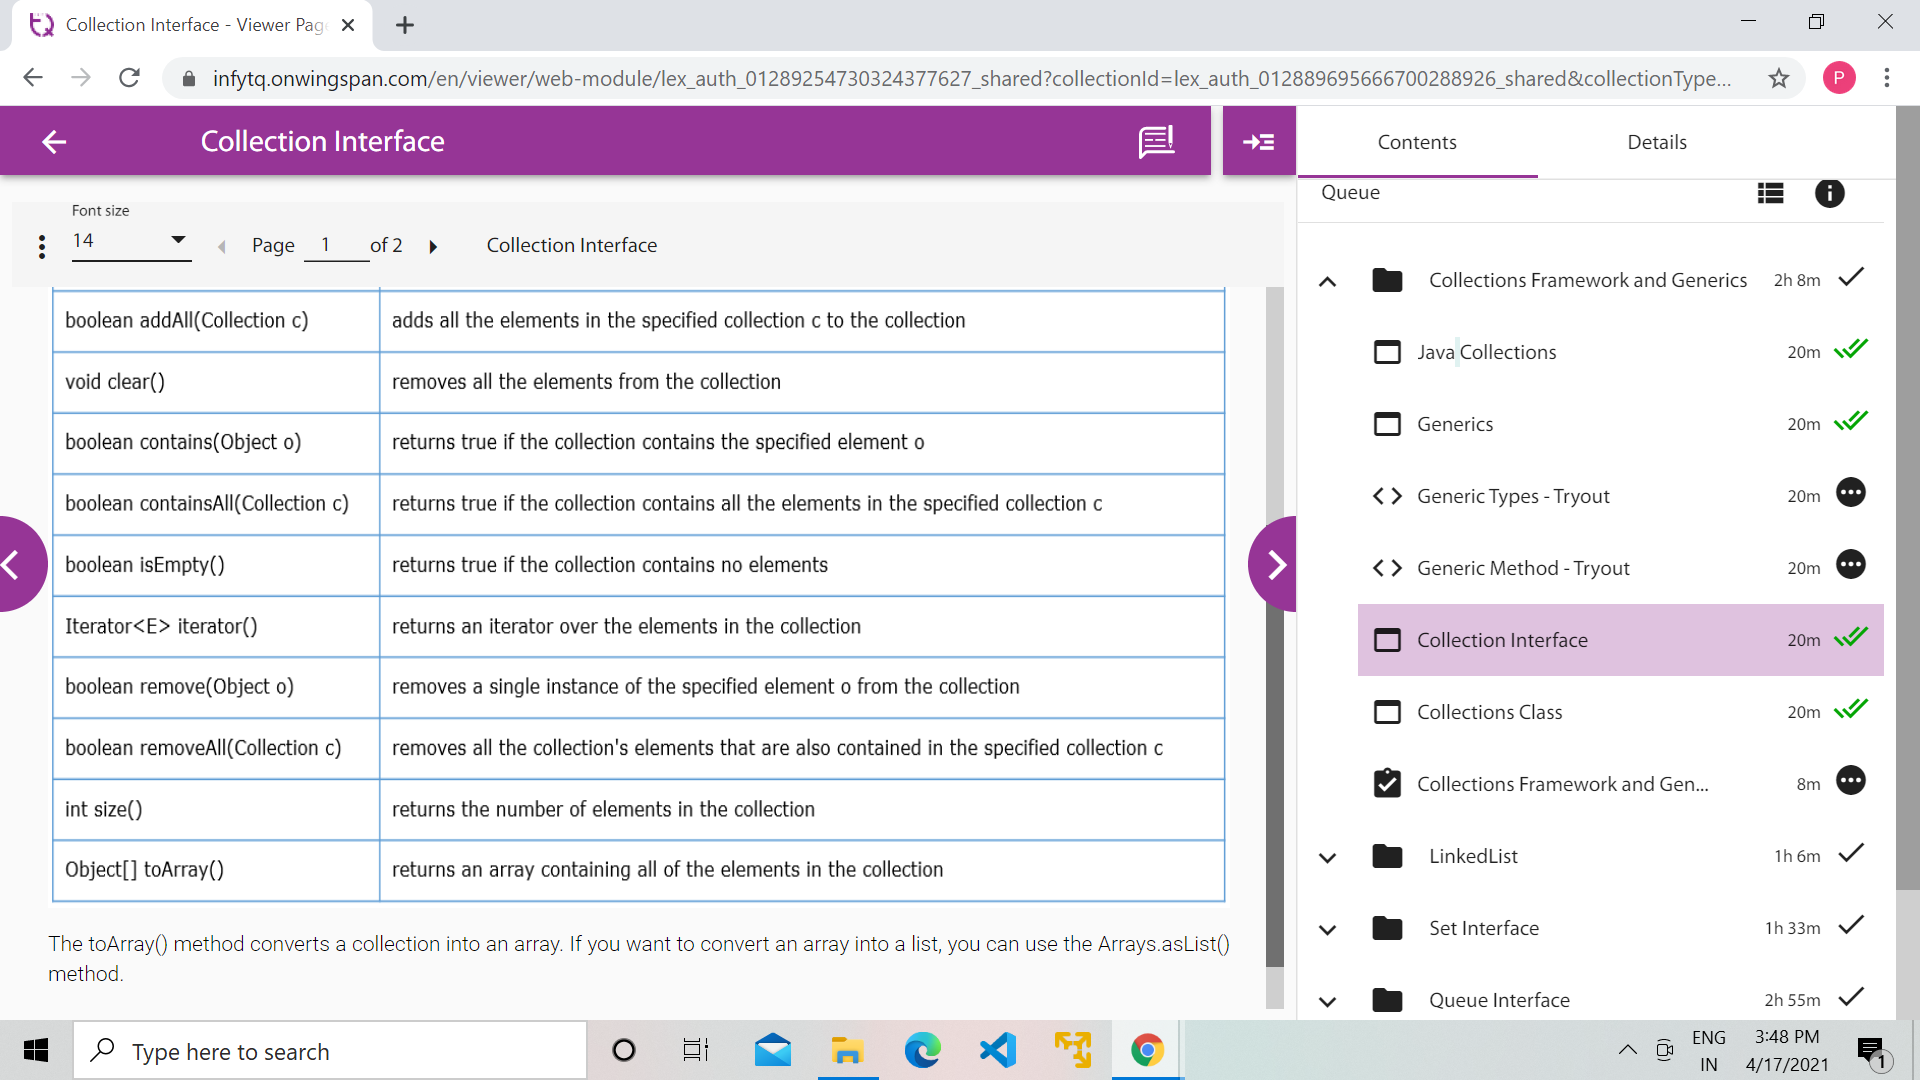 Collection Interface - Viewer Pag
infytq.onwingspan.com/en/viewer/web-module/lex_auth_01289254730324377627_shared?collectionId=lex_auth_012889695666700288926_shared&collectionType...
P
Collection Interface
Font size
14
Page 1 of 2
Collection Interface
boolean addAll(Collection c) adds all the elements in the specified collection c to the collection
void clear() removes all the elements from the collection
boolean contains(Object o) returns true if the collection contains the specified element o
boolean containsAll(Collection c) returns true if the collection contains all the elements in the specified collection c
boolean isEmpty() returns true if the collection contains no elements
Iterator<E> iterator() returns an iterator over the elements in the collection
boolean remove(Object o) removes a single instance of the specified element o from the collection
boolean removeAll(Collection c) removes all the collection's elements that are also contained in the specified collection c
int size() returns the number of elements in the collection
Object[] toArray() returns an array containing all of the elements in the collection
The toArray() method converts a collection into an array. If you want to convert an array into a list, you can use the Arrays.asList()
method.
Contents Details
Queue
Collections Framework and Generics 2h 8m
Java Collections 20m
Generics 20m
Generic Types - Tryout 20m
Generic Method - Tryout 20m
Collection Interface 20m
Collections Class 20m
Collections Framework and Gen... 8m
LinkedList 1h 6m
Set Interface 1h 33m
Queue Interface 2h 55m
Type here to search
ENG
IN
3:48 PM
4/17/2021
1